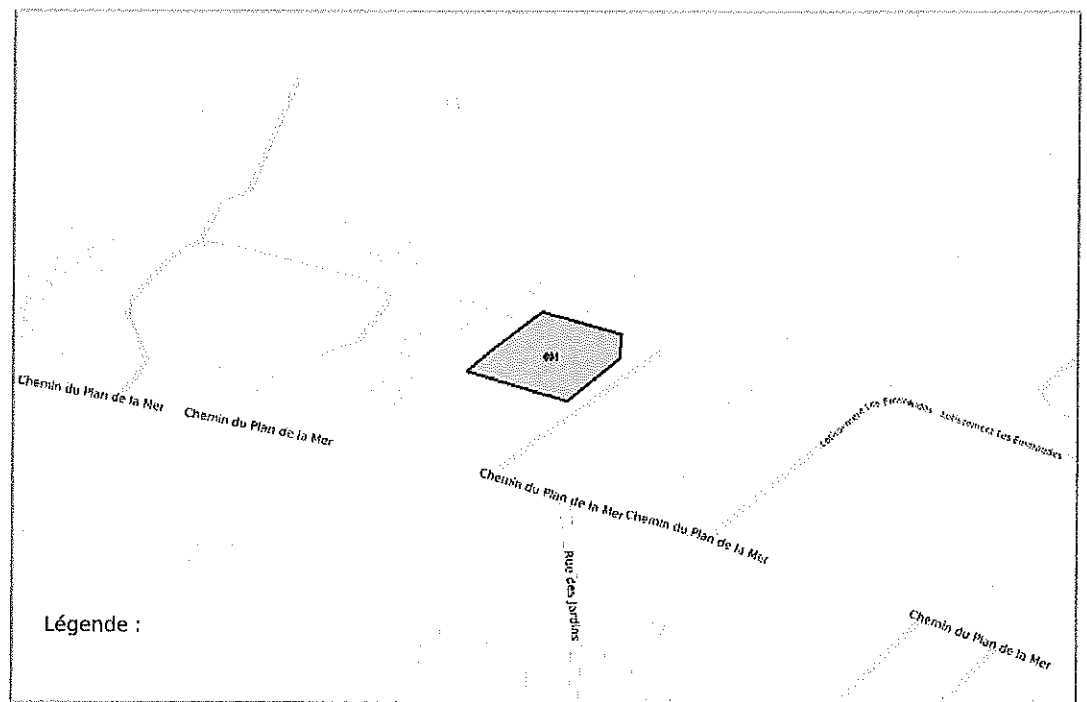 Chemin du Plan de la Mer
Chemin du Plan de la Mer
Lotissement Les Emeraudes
Lotissement Les Emeraudes
Chemin du Plan de la Mer
Chemin du Plan de la Mer
Rue des Jardins
Chemin du Plan de la Mer
Légende :